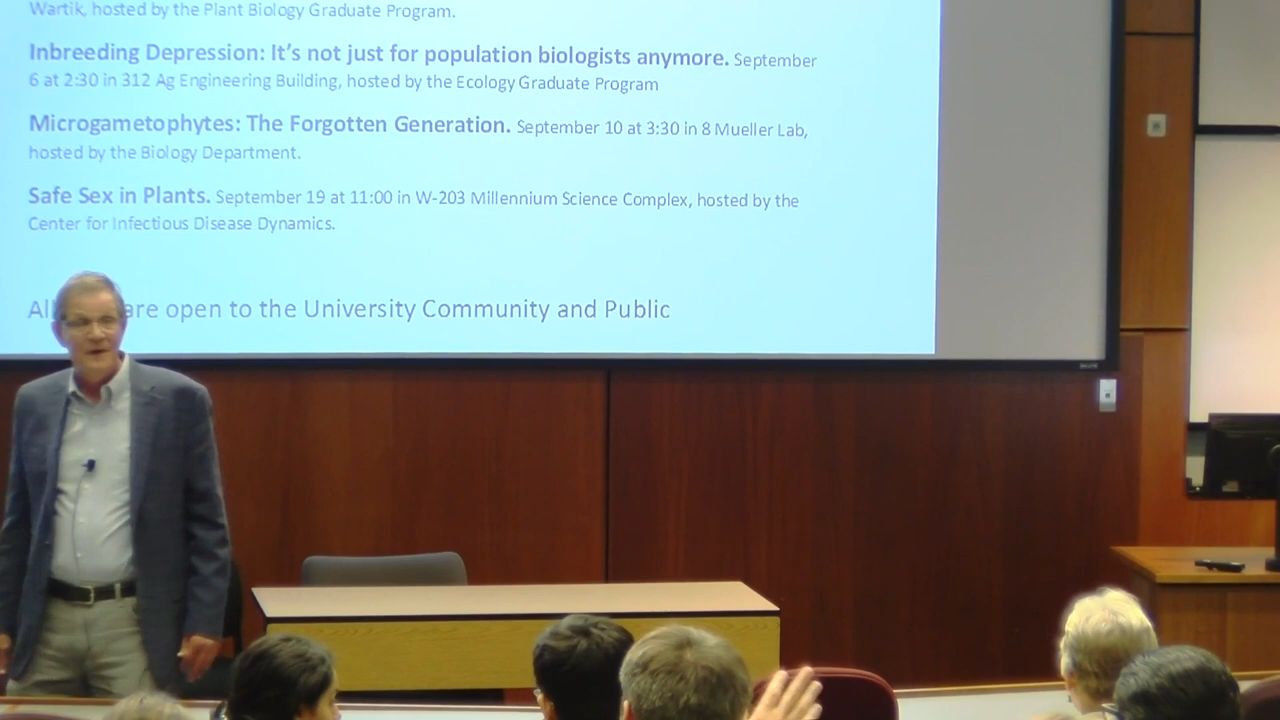 Wartik, hosted by the Plant Biology Graduate Program.
Inbreeding Depression: It's not just for population biologists anymore. September
6 at 2:30 in 312 Ag Engineering Building, hosted by the Ecology Graduate Program
Microgametophytes: The Forgotten Generation. September 10 at 3:30 in 8 Mueller Lab,
hosted by the Biology Department.
Safe Sex in Plants. September 19 at 11:00 in W-203 Millennium Science Complex, hosted by the
Center for Infectious Disease Dynamics.
are open to the University Community and Public